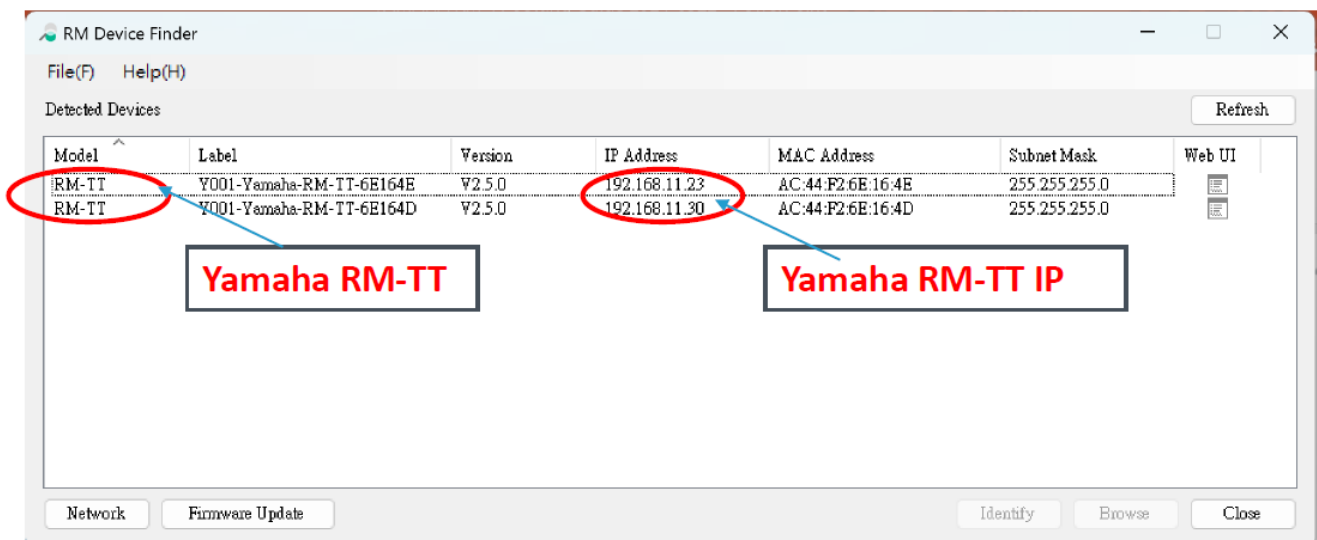 RM Device Finder
File(F) Help(H)
Detected Devices
Refresh
Model Label Version IP Address MAC Address Subnet Mask Web UI
RM-TT Y001-Yamaha-RM-TT-6E164E V2.5.0 192.168.11.23 AC:44:F2:6E:16:4E 255.255.255.0
RM-TT Y001-Yamaha-RM-TT-6E164D V2.5.0 192.168.11.30 AC:44:F2:6E:16:4D 255.255.255.0
Yamaha RM-TT Yamaha RM-TT IP
Network Firmware Update Identify Browse Close